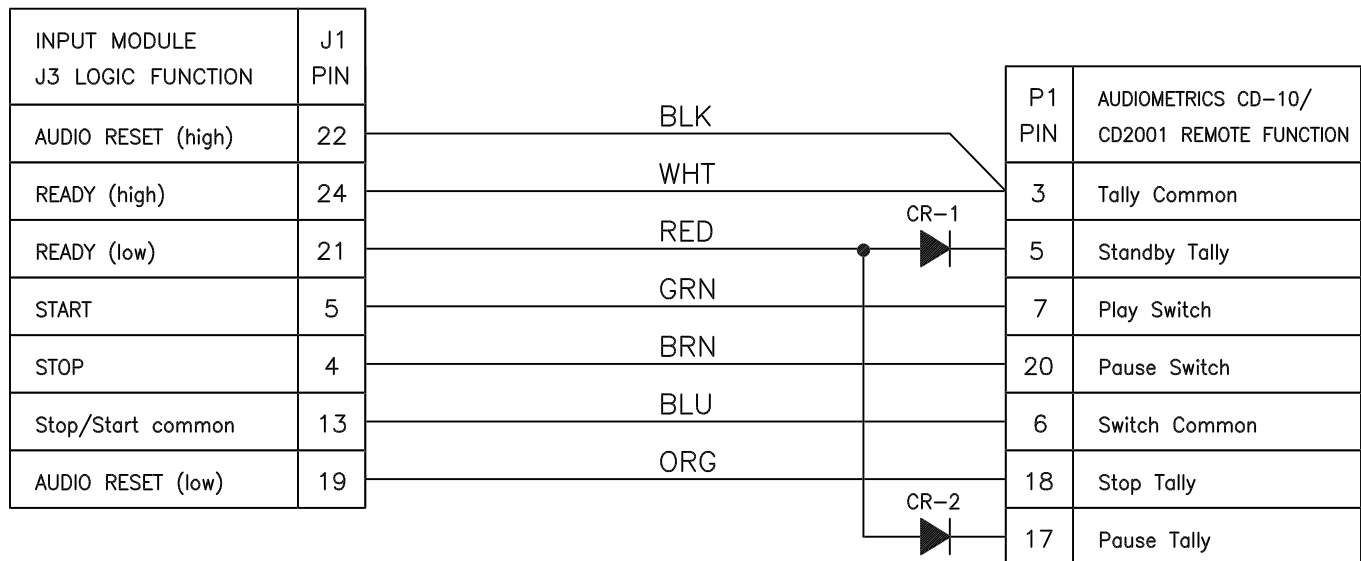 INPUT MODULE
J3 LOGIC FUNCTION
J1
PIN
AUDIO RESET (high)
22
READY (high)
24
READY (low)
21
START
5
STOP
4
Stop/Start common
13
AUDIO RESET (low)
19
BLK
WHT
RED
GRN
BRN
BLU
ORG
CR-1
CR-2
P1
PIN
AUDIOMETRICS CD-10/
CD2001 REMOTE FUNCTION
3
Tally Common
5
Standby Tally
7
Play Switch
20
Pause Switch
6
Switch Common
18
Stop Tally
17
Pause Tally